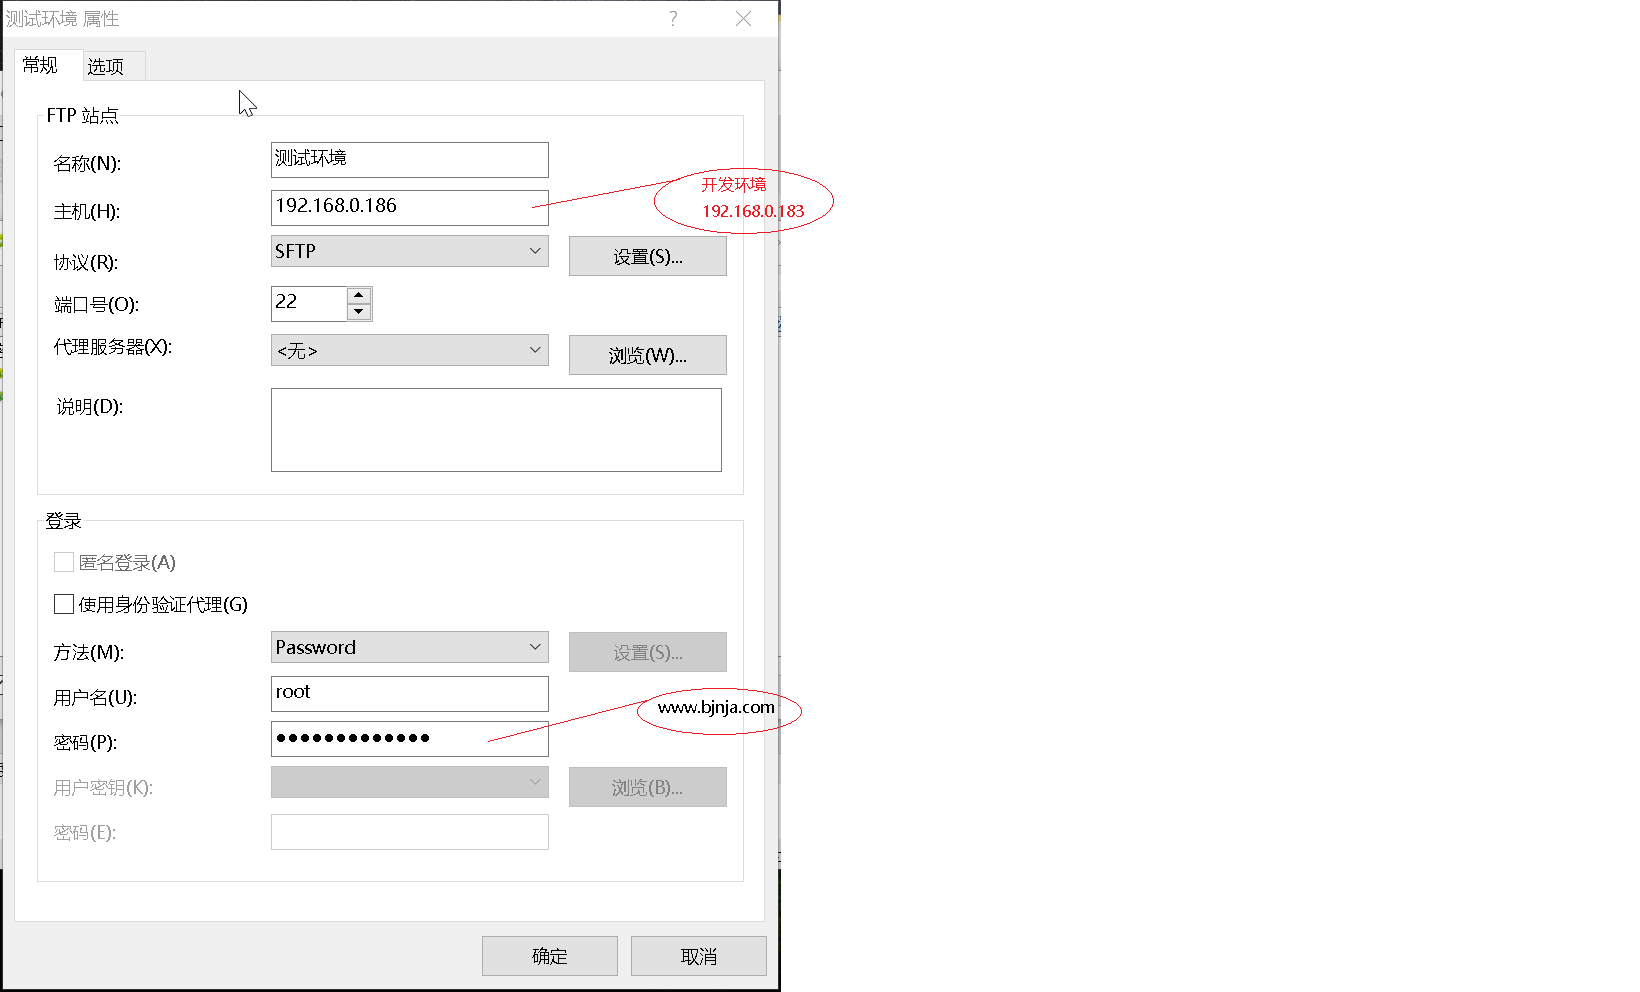 测试环境 属性
常规
选项
FTP 站点
名称(N):
测试环境
开发环境
主机(H):
192.168.0.186
192.168.0.183
协议(R):
SFTP
设置(S)...
端口号(O):
22
代理服务器(X):
<无>
浏览(W)...
说明(D):
登录
匿名登录(A)
使用身份验证代理(G)
方法(M):
Password
设置(S)...
用户名(U):
root
www.bjnja.com
密码(P):
用户密钥(K):
浏览(B)...
密码(E):
确定
取消